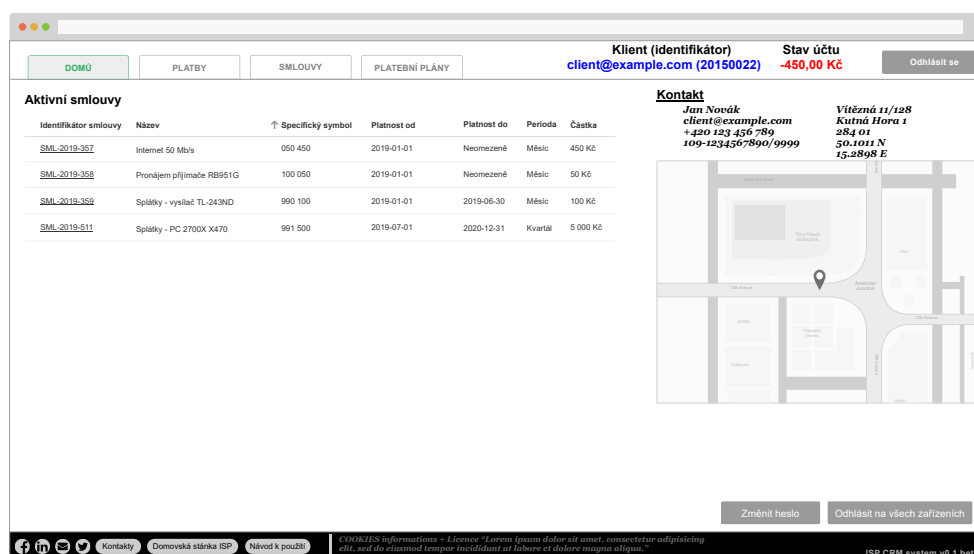 Klient (identifikátor) Stav účtu
DOMŮ PLATBY SMLOUVY PLATEBNÍ PLÁNY client@example.com (20150022) -450,00 Kč Odhlásit se
Aktivní smlouvy
Identifikátor smlouvy Název ↑ Specifický symbol Platnost od Platnost do Perioda Částka
SML-2019-357 Internet 50 Mb/s 050 450 2019-01-01 Neomezeně Měsíc 450 Kč
SML-2019-358 Pronájem přijímače RB951G 100 050 2019-01-01 Neomezeně Měsíc 50 Kč
SML-2019-359 Splátky - vysílač TL-243ND 990 100 2019-01-01 2019-06-30 Měsíc 100 Kč
SML-2019-511 Splátky - PC 2700X X470 991 500 2019-07-01 2020-12-31 Kvartál 5 000 Kč
Kontakt
Jan Novák Vítězná 11/128
client@example.com Kutná Hora 1
+420 123 456 789 284 01
109-1234567890/9999 50.1011 N
15.2898 E
Změnit heslo Odhlásit na všech zařízeních
Kontakty Domovská stánka ISP Návod k použití
COOKIES informations + Licence “Lorem ipsum dolor sit amet, consectetur adipisicing
elit, sed do eiusmod tempor incididunt ut labore et dolore magna aliqua.”
ISP CRM system v0.1 bet